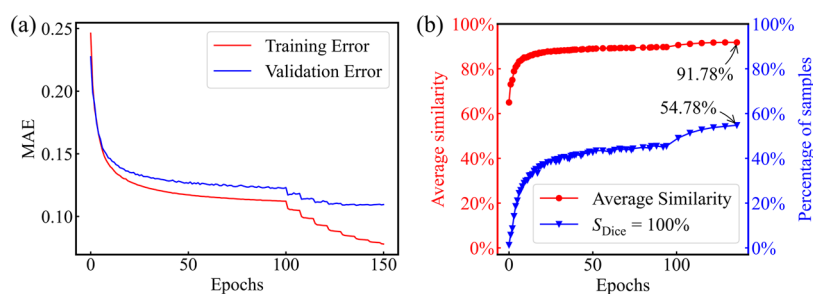 (a)
0.25
0.20
0.15
0.10
MAE
Training Error
Validation Error
0
50
100
150
Epochs
(b)
100%
80%
60%
40%
20%
0%
Average similarity
91.78%
54.78%
Average Similarity
S_Dice = 100%
0
50
100
Epochs
100%
80%
60%
40%
20%
0%
Percentage of samples